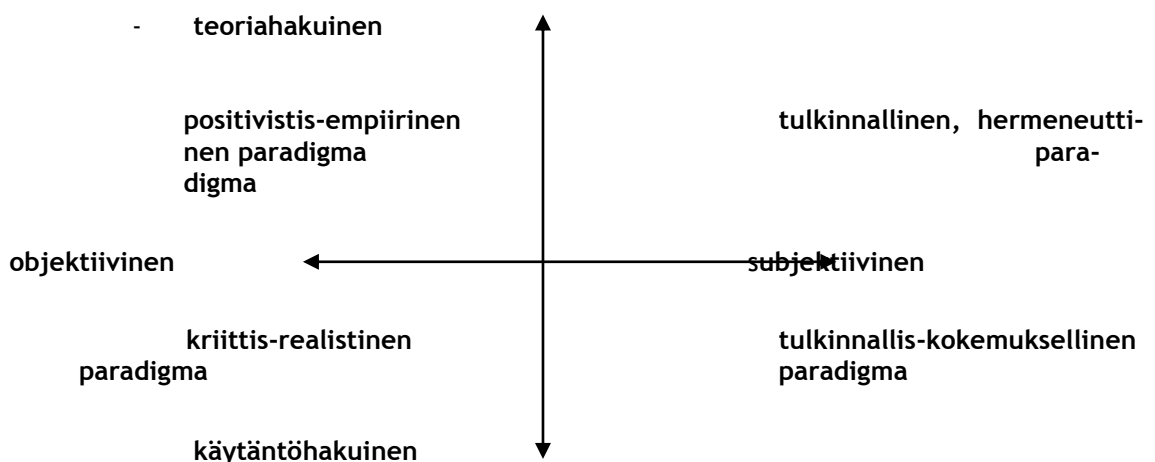 - teoriahakuinen
positivistis-empiirinen tulkinnallinen, hermeneutti-
nen paradigma para-
digma
objektiivinen subjektiivinen
kriittis-realistinen tulkinnallis-kokemuksellinen
paradigma paradigma
käytäntöhakuinen